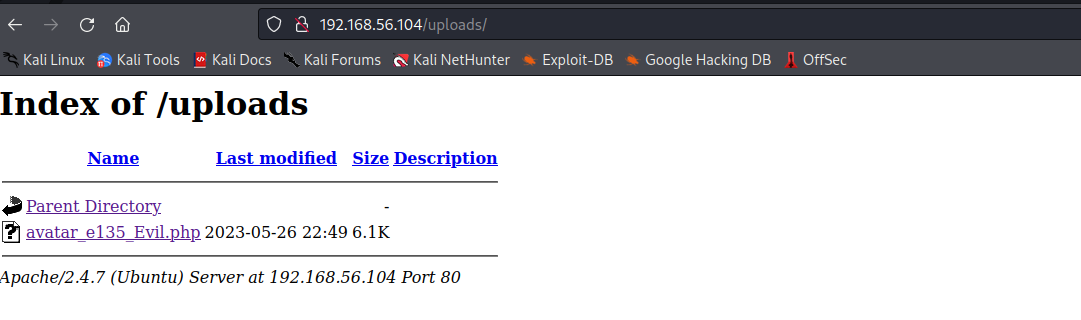 192.168.56.104/uploads/
Kali Linux Kali Tools Kali Docs Kali Forums Kali NetHunter Exploit-DB Google Hacking DB OffSec
Index of /uploads
Name Last modified Size Description
Parent Directory -
avatar_e135_Evil.php 2023-05-26 22:49 6.1K
Apache/2.4.7 (Ubuntu) Server at 192.168.56.104 Port 80